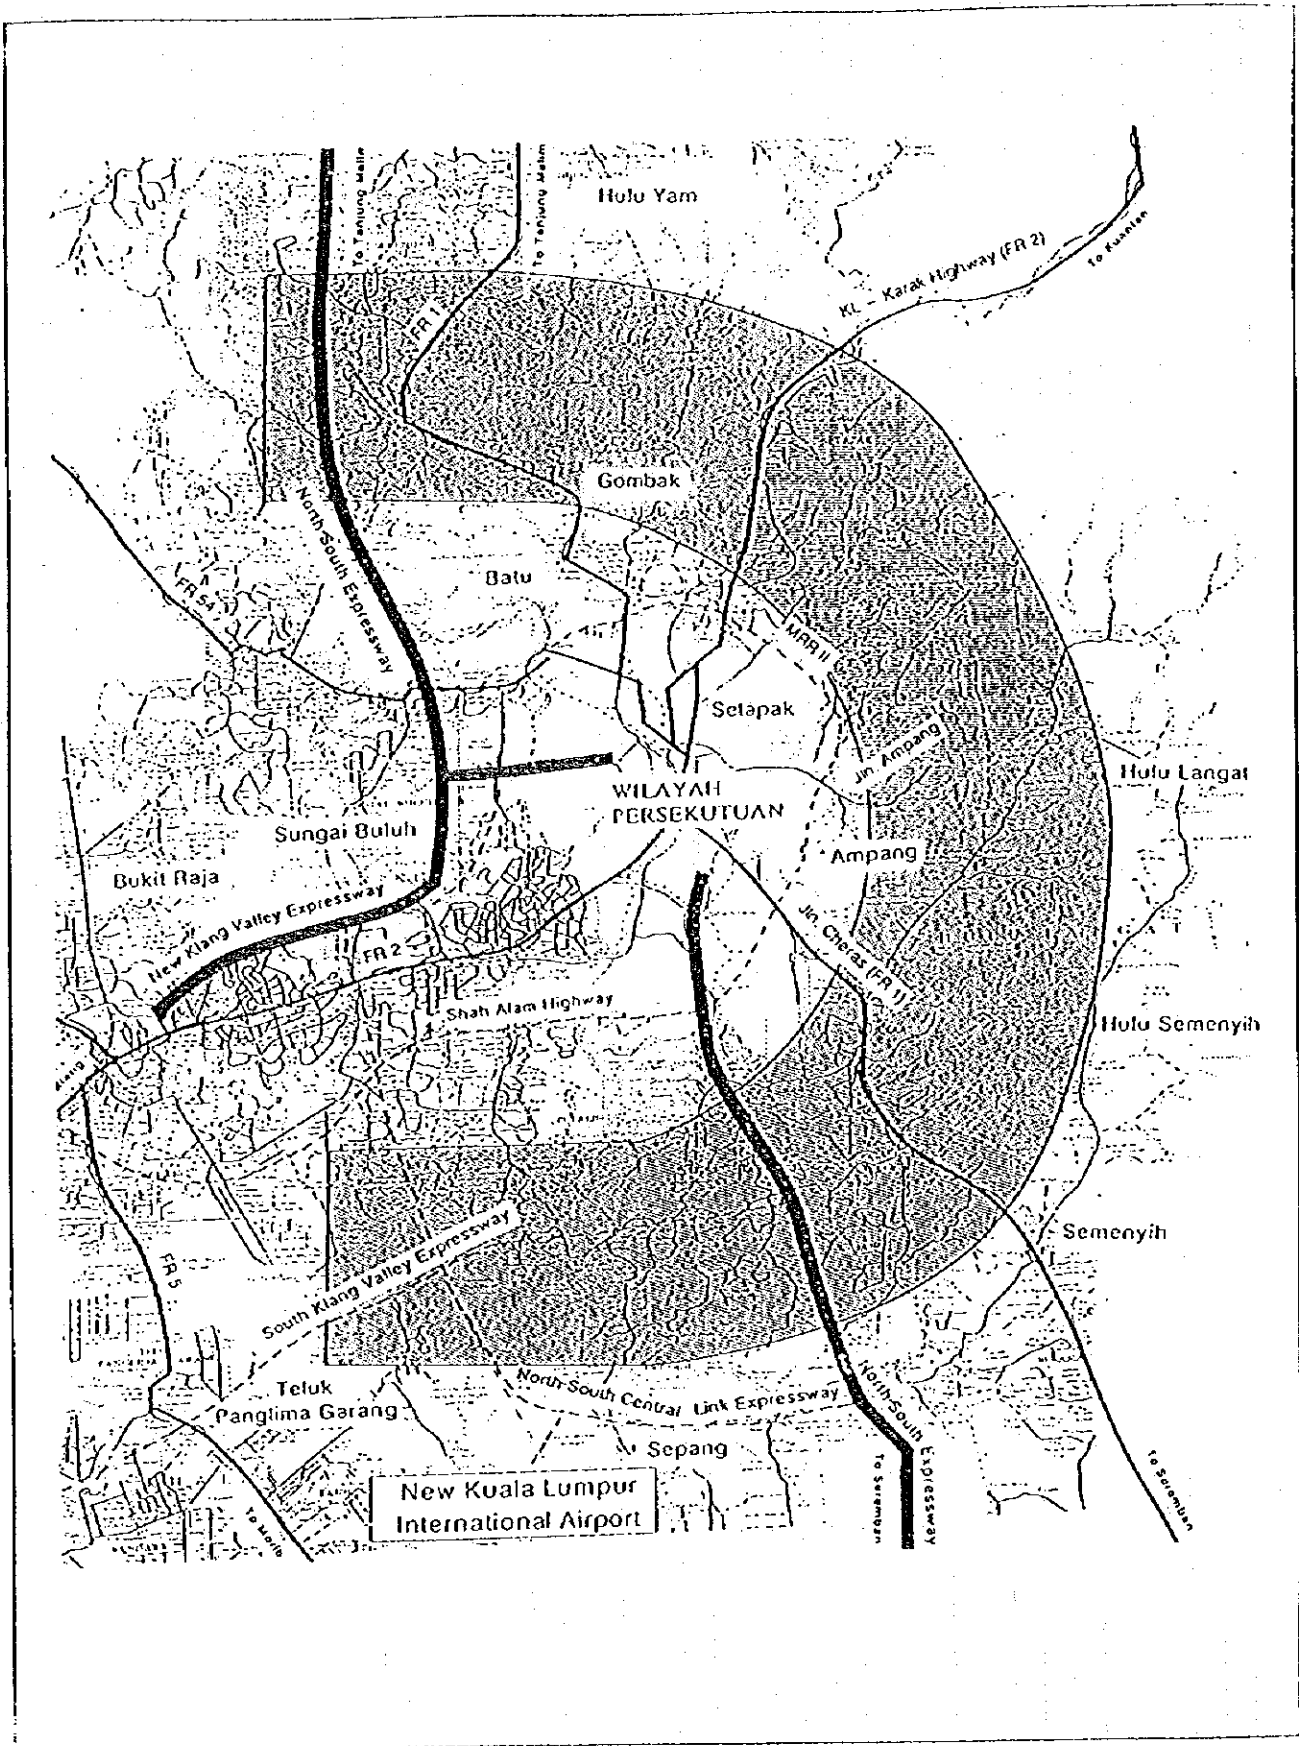 To Tanjung Malim
Hulu Yam
To Kuantan
KL - Karak Highway (FR 2)
FR 1
Gombak
North-South Expressway
FR 54
Batu
MRR II
Setapak
Jln. Ampang
WILAYAH
PERSEKUTUAN
Hulu Langat
Sungai Buluh
Ampang
Bukit Raja
New Klang Valley Expressway
Jln. Cheras (FR 1)
FR 2
Shah Alam Highway
Hulu Semenyih
Klang
South Klang Valley Expressway
Semenyih
FR 5
North-South Central Link Expressway
North-South Expressway
Teluk
Panglima Garang
Sepang
New Kuala Lumpur
International Airport
To Morib
To Seremban
To Seremban